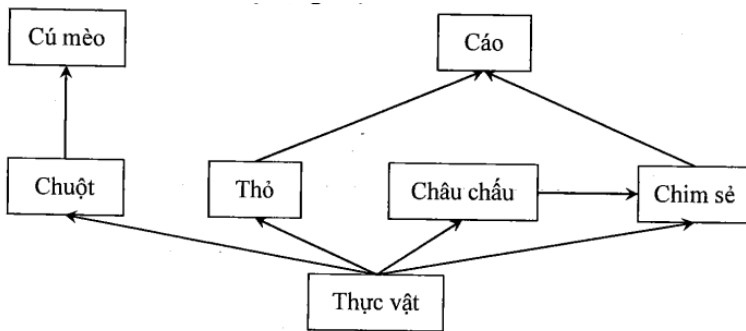 Cú mèo
Cáo
Chuột
Thỏ
Châu chấu
Chim sẻ
Thực vật